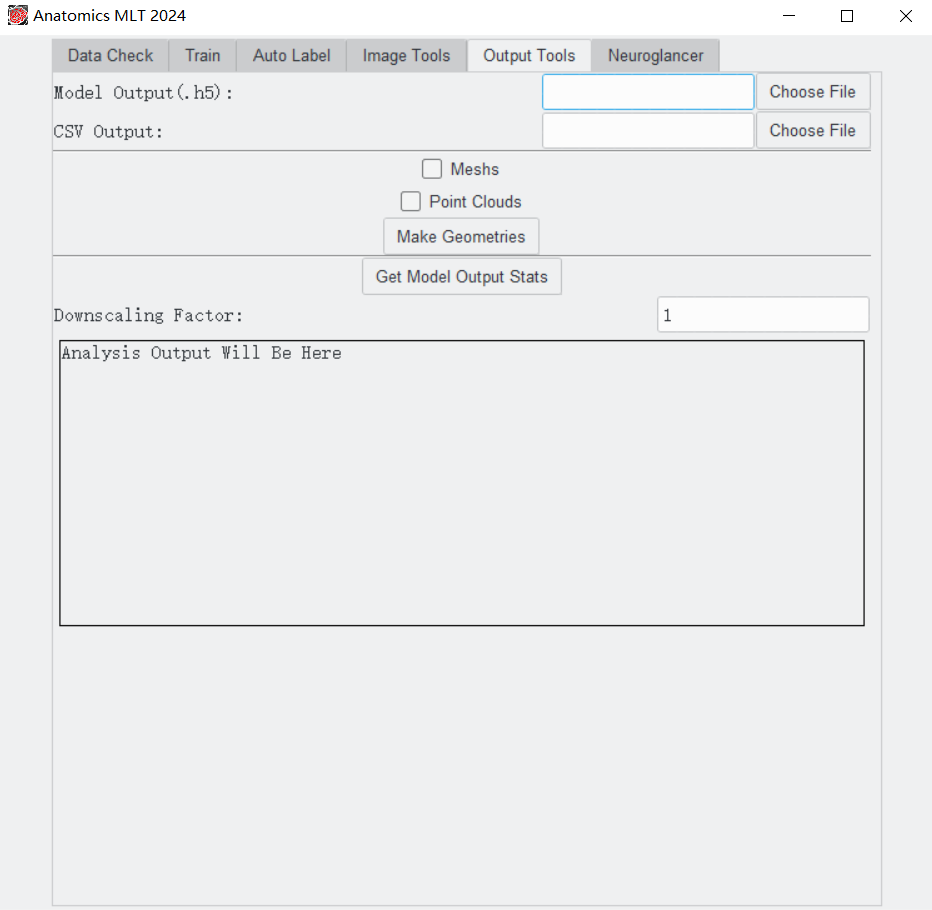 Anatomics MLT 2024
Data Check Train Auto Label Image Tools Output Tools Neuroglancer
Model Output(.h5): Choose File
CSV Output: Choose File
Meshs
Point Clouds
Make Geometries
Get Model Output Stats
Downscaling Factor: 1
Analysis Output Will Be Here